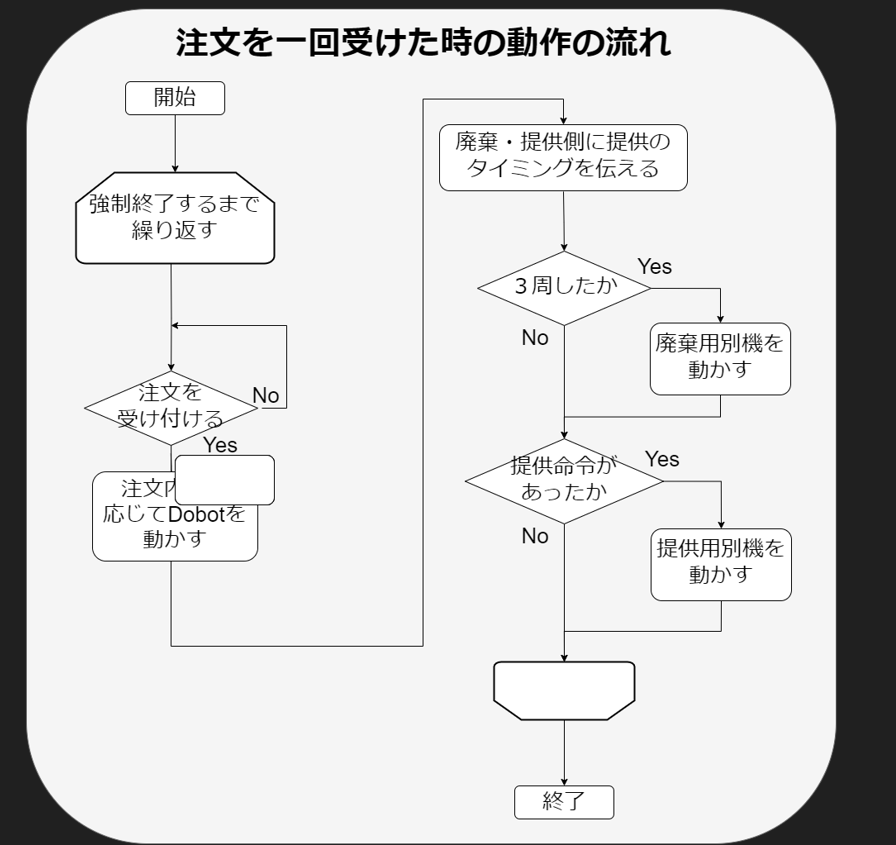 注文を一回受けた時の動作の流れ
開始
強制終了するまで
繰り返す
注文を
受け付ける
No
Yes
注文内
応じてDobotを
動かす
廃棄・提供側に提供の
タイミングを伝える
３周したか
Yes
No
廃棄用別機を
動かす
提供命令が
あったか
Yes
No
提供用別機を
動かす
終了